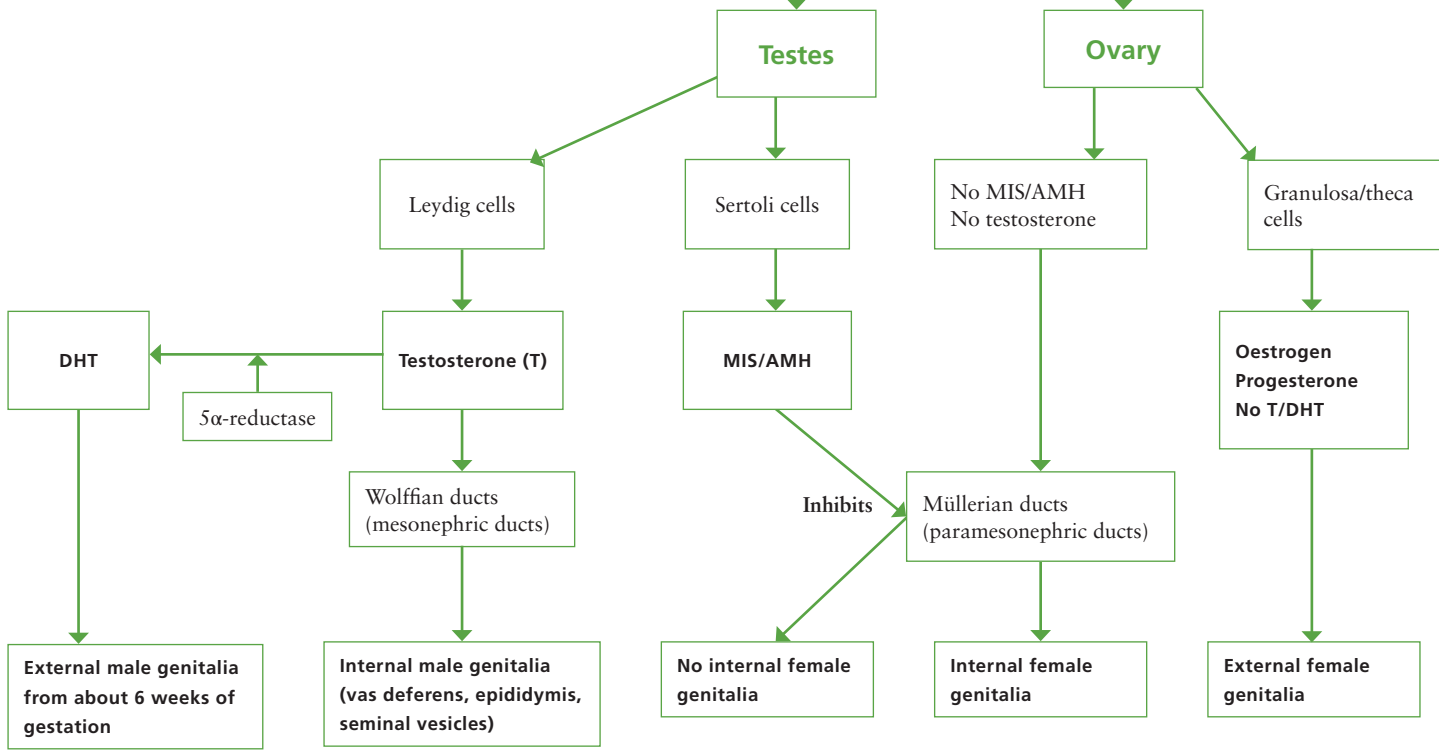 Testes
Ovary
Leydig cells
Sertoli cells
No MIS/AMH
No testosterone
Granulosa/theca
cells
DHT
Testosterone (T)
MIS/AMH
Oestrogen
Progesterone
No T/DHT
5α-reductase
Wolffian ducts
(mesonephric ducts)
Inhibits
Müllerian ducts
(paramesonephric ducts)
External male genitalia
from about 6 weeks of
gestation
Internal male genitalia
(vas deferens, epididymis,
seminal vesicles)
No internal female
genitalia
Internal female
genitalia
External female
genitalia